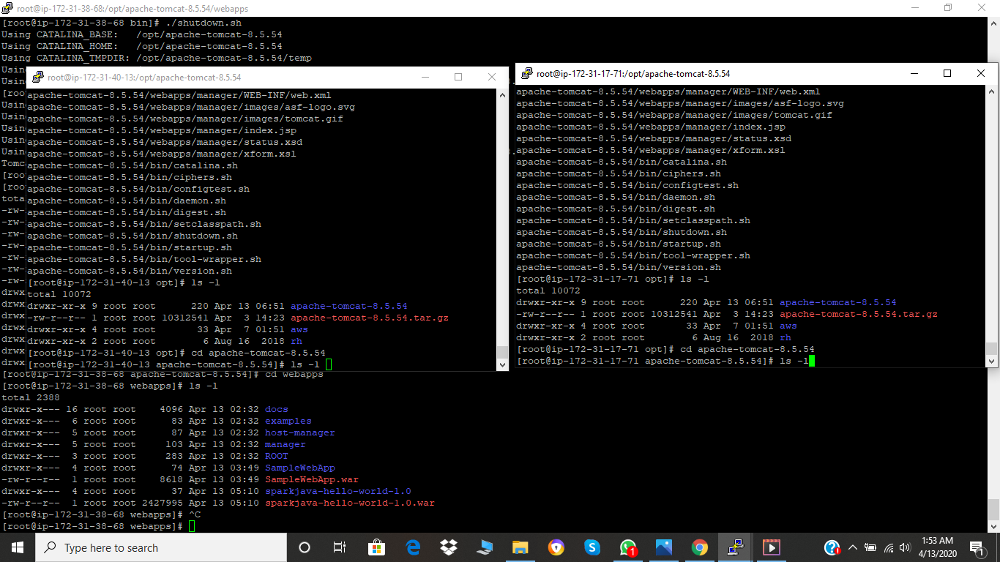 root@ip-172-31-38-68:/opt/apache-tomcat-8.5.54/webapps
[root@ip-172-31-38-68 bin]# ./shutdown.sh
Using CATALINA_BASE:   /opt/apache-tomcat-8.5.54
Using CATALINA_HOME:   /opt/apache-tomcat-8.5.54
Using CATALINA_TMPDIR: /opt/apache-tomcat-8.5.54/temp
Using
Using
[roo
Using
Using
Using
Using
Using
Tomc
[roo
[roo
tota
-rw-
drwx
-rw-
-rw-
-rw-
-rw-
-rw-
drwx
drwx
drwx
drwx
drwx
drwx
drwx
root@ip-172-31-40-13:/opt/apache-tomcat-8.5.54
apache-tomcat-8.5.54/webapps/manager/WEB-INF/web.xml
apache-tomcat-8.5.54/webapps/manager/images/asf-logo.svg
apache-tomcat-8.5.54/webapps/manager/images/tomcat.gif
apache-tomcat-8.5.54/webapps/manager/index.jsp
apache-tomcat-8.5.54/webapps/manager/status.xsd
apache-tomcat-8.5.54/webapps/manager/xform.xsl
apache-tomcat-8.5.54/bin/catalina.sh
apache-tomcat-8.5.54/bin/ciphers.sh
apache-tomcat-8.5.54/bin/configtest.sh
apache-tomcat-8.5.54/bin/daemon.sh
apache-tomcat-8.5.54/bin/digest.sh
apache-tomcat-8.5.54/bin/setclasspath.sh
apache-tomcat-8.5.54/bin/shutdown.sh
apache-tomcat-8.5.54/bin/startup.sh
apache-tomcat-8.5.54/bin/tool-wrapper.sh
apache-tomcat-8.5.54/bin/version.sh
[root@ip-172-31-40-13 opt]# ls -l
total 10072
drwxr-xr-x 9 root root      220 Apr 13 06:51 apache-tomcat-8.5.54
-rw-r--r-- 1 root root 10312541 Apr  3 14:23 apache-tomcat-8.5.54.tar.gz
drwxr-xr-x 4 root root       33 Apr  7 01:51 aws
drwxr-xr-x 2 root root        6 Aug 16  2018 rh
[root@ip-172-31-40-13 opt]# cd apache-tomcat-8.5.54
[root@ip-172-31-40-13 apache-tomcat-8.5.54]# ls -l
root@ip-172-31-17-71:/opt/apache-tomcat-8.5.54
apache-tomcat-8.5.54/webapps/manager/WEB-INF/web.xml
apache-tomcat-8.5.54/webapps/manager/images/asf-logo.svg
apache-tomcat-8.5.54/webapps/manager/images/tomcat.gif
apache-tomcat-8.5.54/webapps/manager/index.jsp
apache-tomcat-8.5.54/webapps/manager/status.xsd
apache-tomcat-8.5.54/webapps/manager/xform.xsl
apache-tomcat-8.5.54/bin/catalina.sh
apache-tomcat-8.5.54/bin/ciphers.sh
apache-tomcat-8.5.54/bin/configtest.sh
apache-tomcat-8.5.54/bin/daemon.sh
apache-tomcat-8.5.54/bin/digest.sh
apache-tomcat-8.5.54/bin/setclasspath.sh
apache-tomcat-8.5.54/bin/shutdown.sh
apache-tomcat-8.5.54/bin/startup.sh
apache-tomcat-8.5.54/bin/tool-wrapper.sh
apache-tomcat-8.5.54/bin/version.sh
[root@ip-172-31-17-71 opt]# ls -l
total 10072
drwxr-xr-x 9 root root      220 Apr 13 06:51 apache-tomcat-8.5.54
-rw-r--r-- 1 root root 10312541 Apr  3 14:23 apache-tomcat-8.5.54.tar.gz
drwxr-xr-x 4 root root       33 Apr  7 01:51 aws
drwxr-xr-x 2 root root        6 Aug 16  2018 rh
[root@ip-172-31-17-71 opt]# cd apache-tomcat-8.5.54
[root@ip-172-31-17-71 apache-tomcat-8.5.54]# ls -l
[root@ip-172-31-38-68 apache-tomcat-8.5.54]# cd webapps
[root@ip-172-31-38-68 webapps]# ls -l
total 2388
drwxr-x--- 16 root root    4096 Apr 13 02:32 docs
drwxr-x---  6 root root      83 Apr 13 02:32 examples
drwxr-x---  5 root root      87 Apr 13 02:32 host-manager
drwxr-x---  5 root root     103 Apr 13 02:32 manager
drwxr-x---  3 root root     283 Apr 13 02:32 ROOT
drwxr-x---  4 root root      74 Apr 13 03:49 SampleWebApp
-rw-r--r--  1 root root    8618 Apr 13 03:49 SampleWebApp.war
drwxr-x---  4 root root      37 Apr 13 05:10 sparkjava-hello-world-1.0
-rw-r--r--  1 root root 2427995 Apr 13 05:10 sparkjava-hello-world-1.0.war
[root@ip-172-31-38-68 webapps]# ^C
[root@ip-172-31-38-68 webapps]#
Type here to search
1
1:53 AM
4/13/2020
1